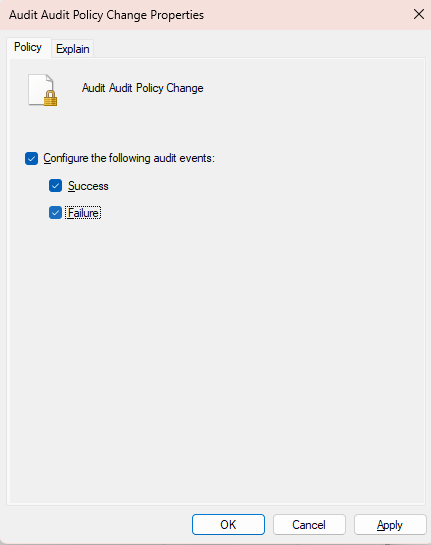 Audit Audit Policy Change Properties
Policy
Explain
Audit Audit Policy Change
Configure the following audit events:
Success
Failure
OK
Cancel
Apply